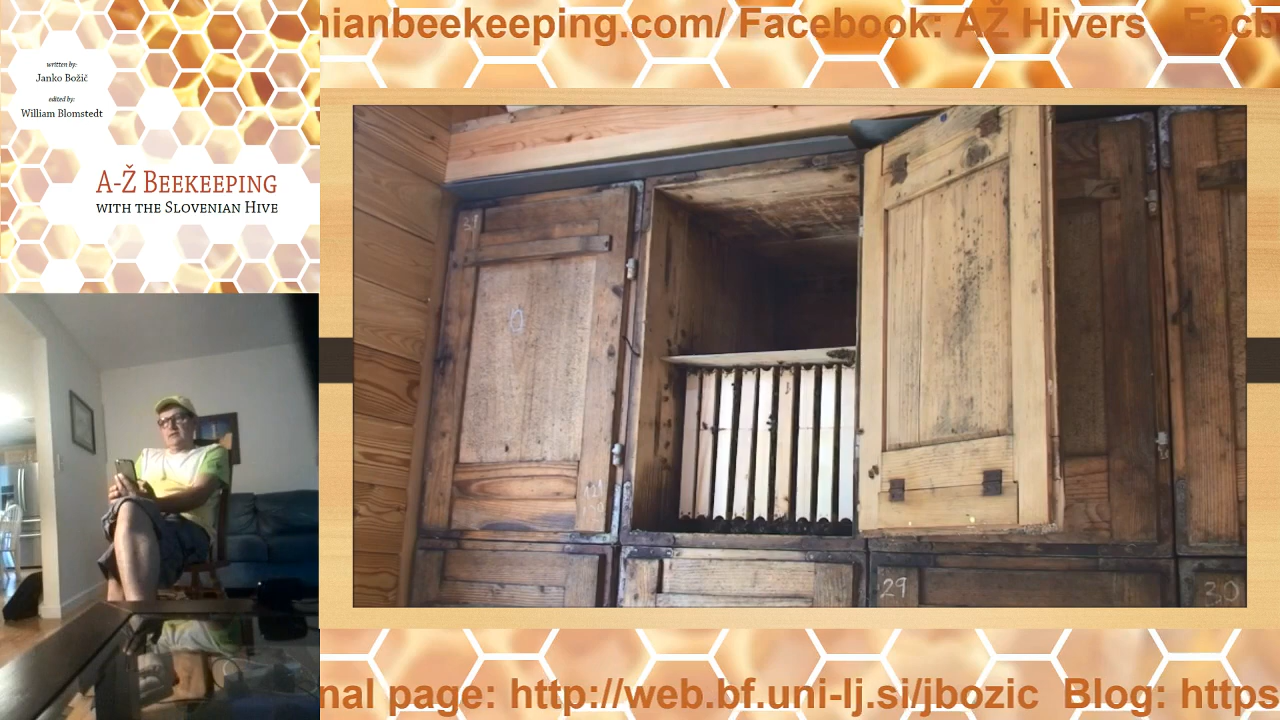 written by:
Janko Božič
edited by:
William Blomstedt
A-Ž Beekeeping
with the Slovenian Hive
nianbeekeeping.com/ Facebook: AŽ Hivers Facb
29
30
nal page: http://web.bf.uni-lj.si/jbozic Blog: https